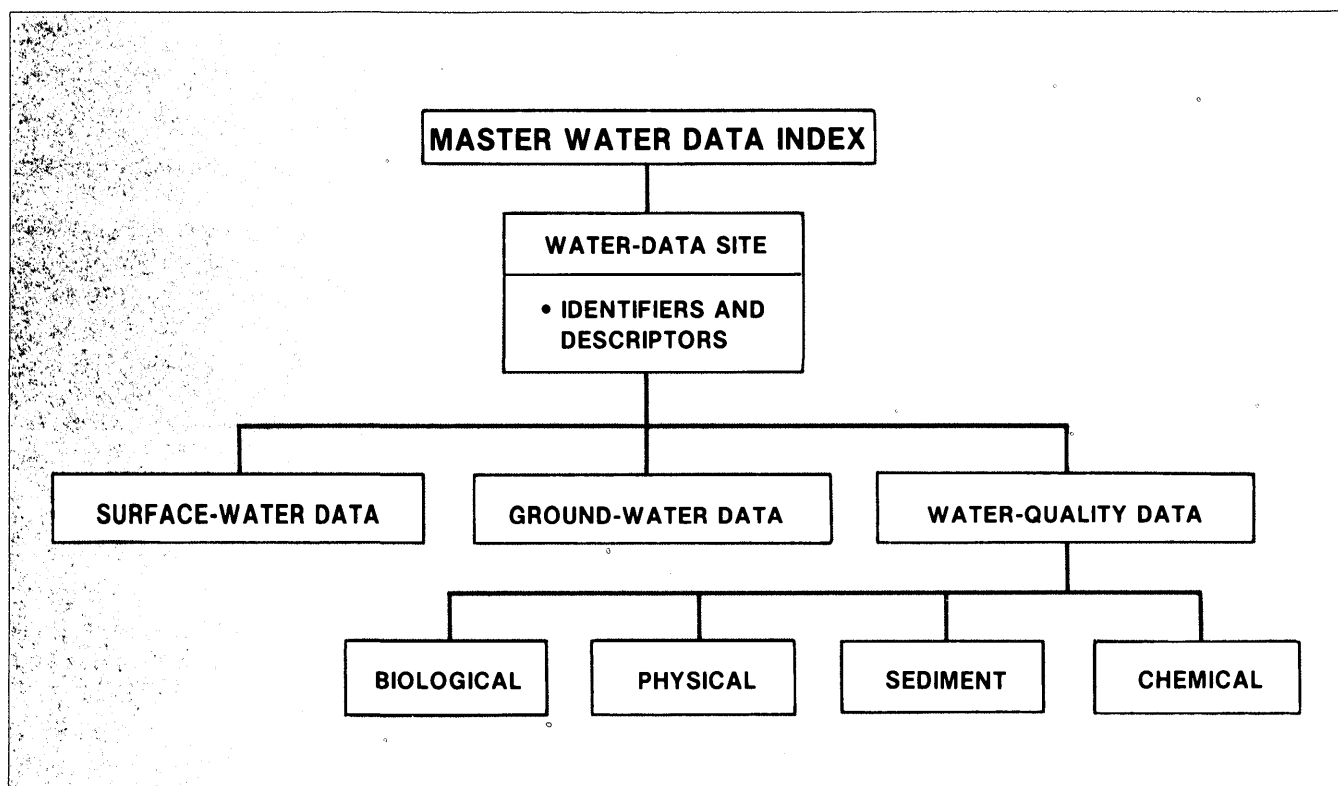 MASTER WATER DATA INDEX
WATER-DATA SITE
• IDENTIFIERS AND
DESCRIPTORS
SURFACE-WATER DATA
GROUND-WATER DATA
WATER-QUALITY DATA
BIOLOGICAL
PHYSICAL
SEDIMENT
CHEMICAL